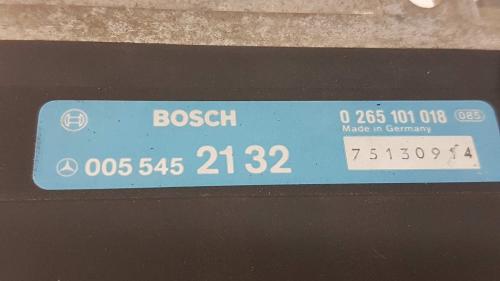 BOSCH 0 265 101 018 085
Made in Germany
005 545 21 32 75130914